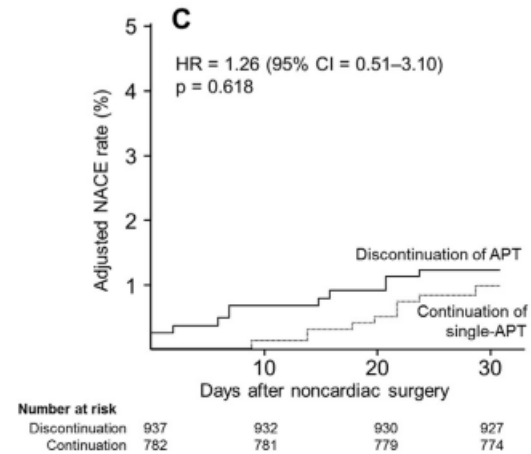 C
5
HR = 1.26 (95% CI = 0.51–3.10)
4
p = 0.618
3
2
1
Adjusted NACE rate (%)
Discontinuation of APT
Continuation of
single-APT
10 20 30
Days after noncardiac surgery
Number at risk
Discontinuation 937 932 930 927
Continuation 782 781 779 774